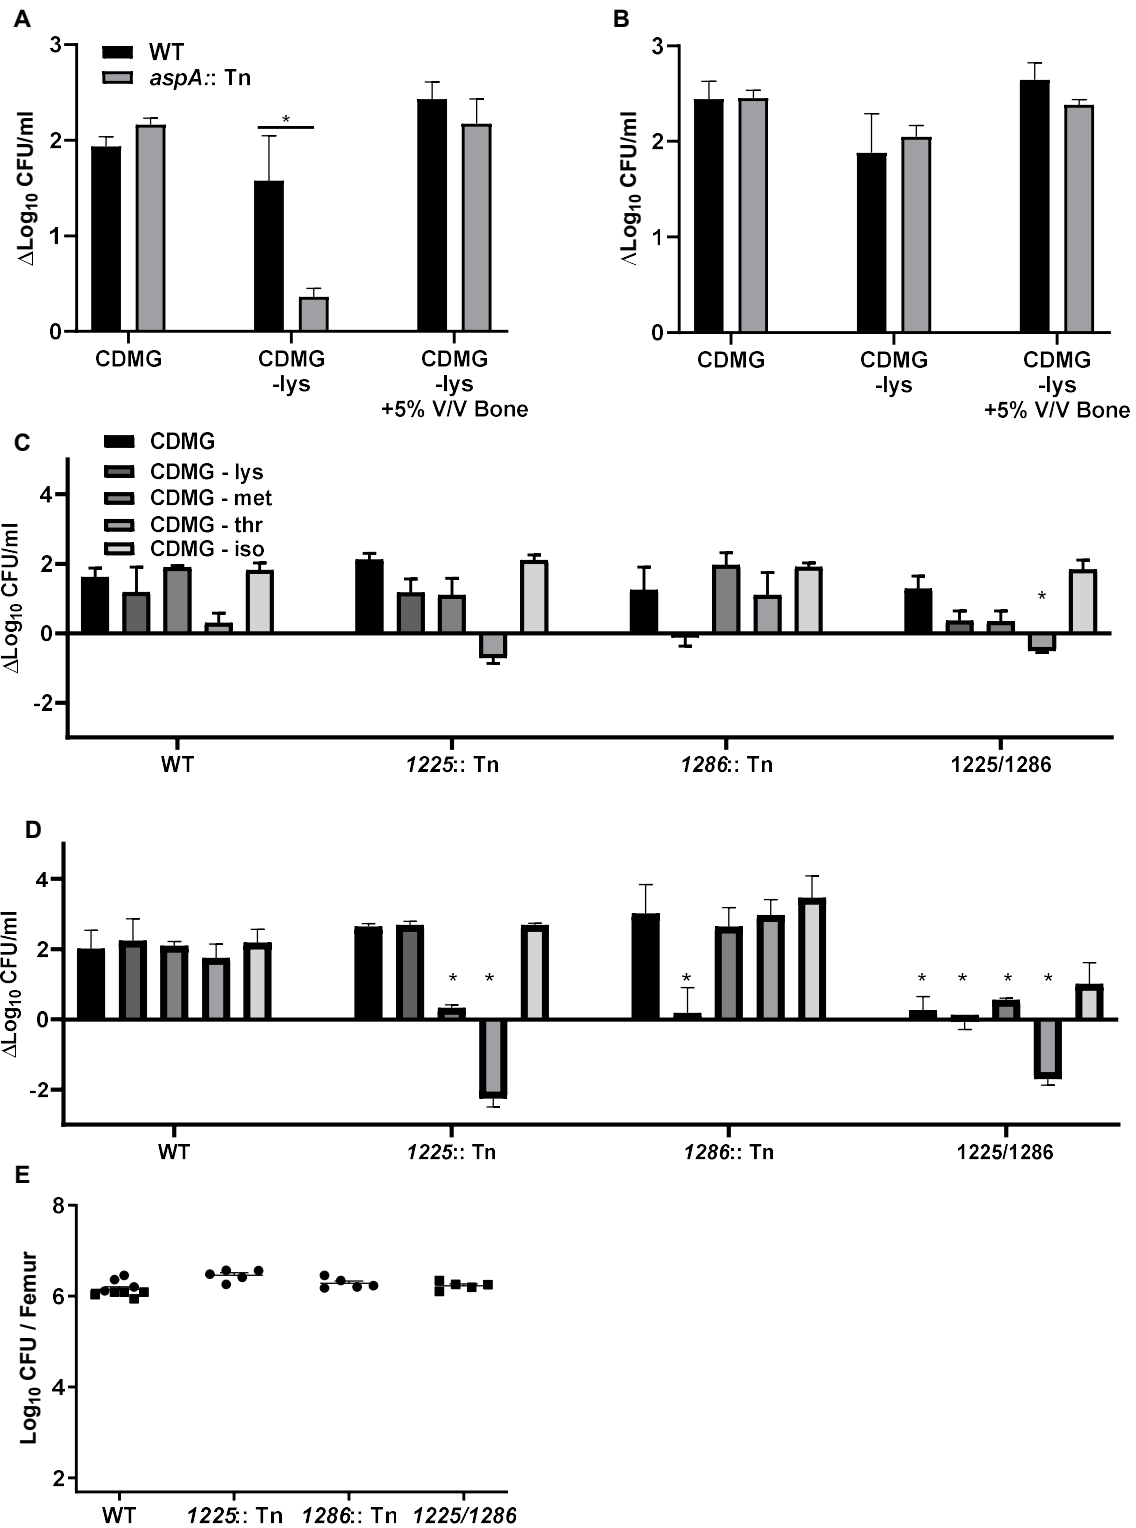 A
3
2
1
0
ΔLog10 CFU/ml
WT
aspA:: Tn
*
CDMG
CDMG
-lys
CDMG
-lys
+5% V/V Bone
B
3
2
1
0
ΔLog10 CFU/ml
CDMG
CDMG
-lys
CDMG
-lys
+5% V/V Bone
C
CDMG
CDMG - lys
CDMG - met
CDMG - thr
CDMG - iso
4
2
0
-2
ΔLog10 CFU/ml
*
WT
1225:: Tn
1286:: Tn
1225/1286
D
4
2
0
-2
ΔLog10 CFU/ml
* * * * * * *
WT
1225:: Tn
1286:: Tn
1225/1286
E
8
6
4
2
Log10 CFU / Femur
WT
1225:: Tn
1286:: Tn
1225/1286